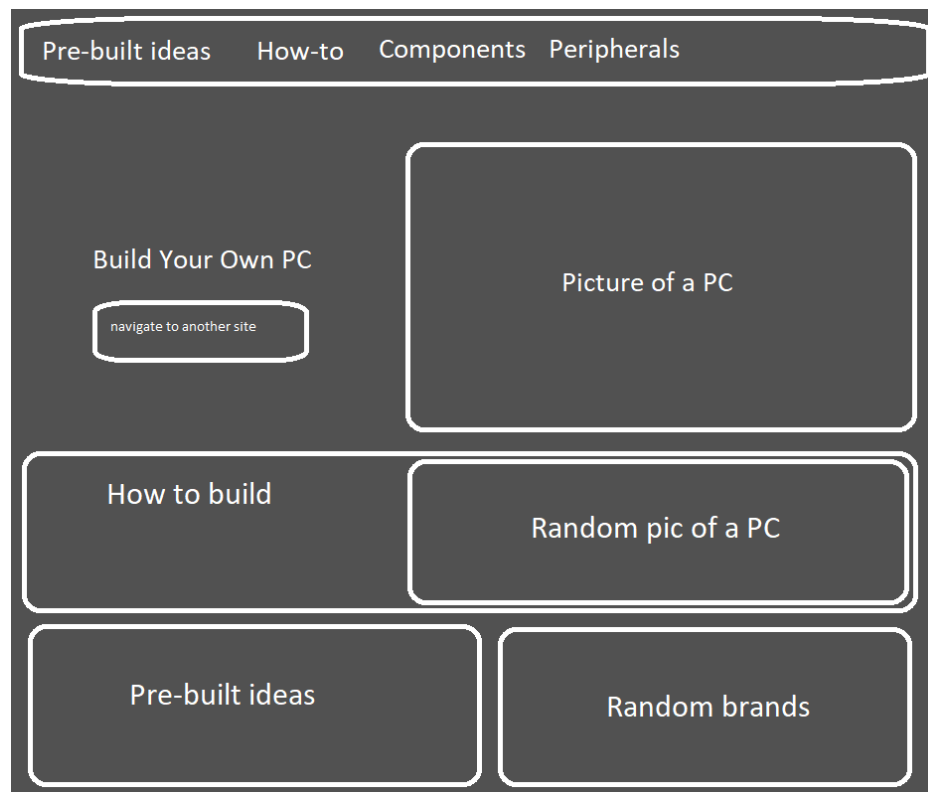 Pre-built ideas How-to Components Peripherals
Build Your Own PC
navigate to another site
Picture of a PC
How to build
Random pic of a PC
Pre-built ideas
Random brands